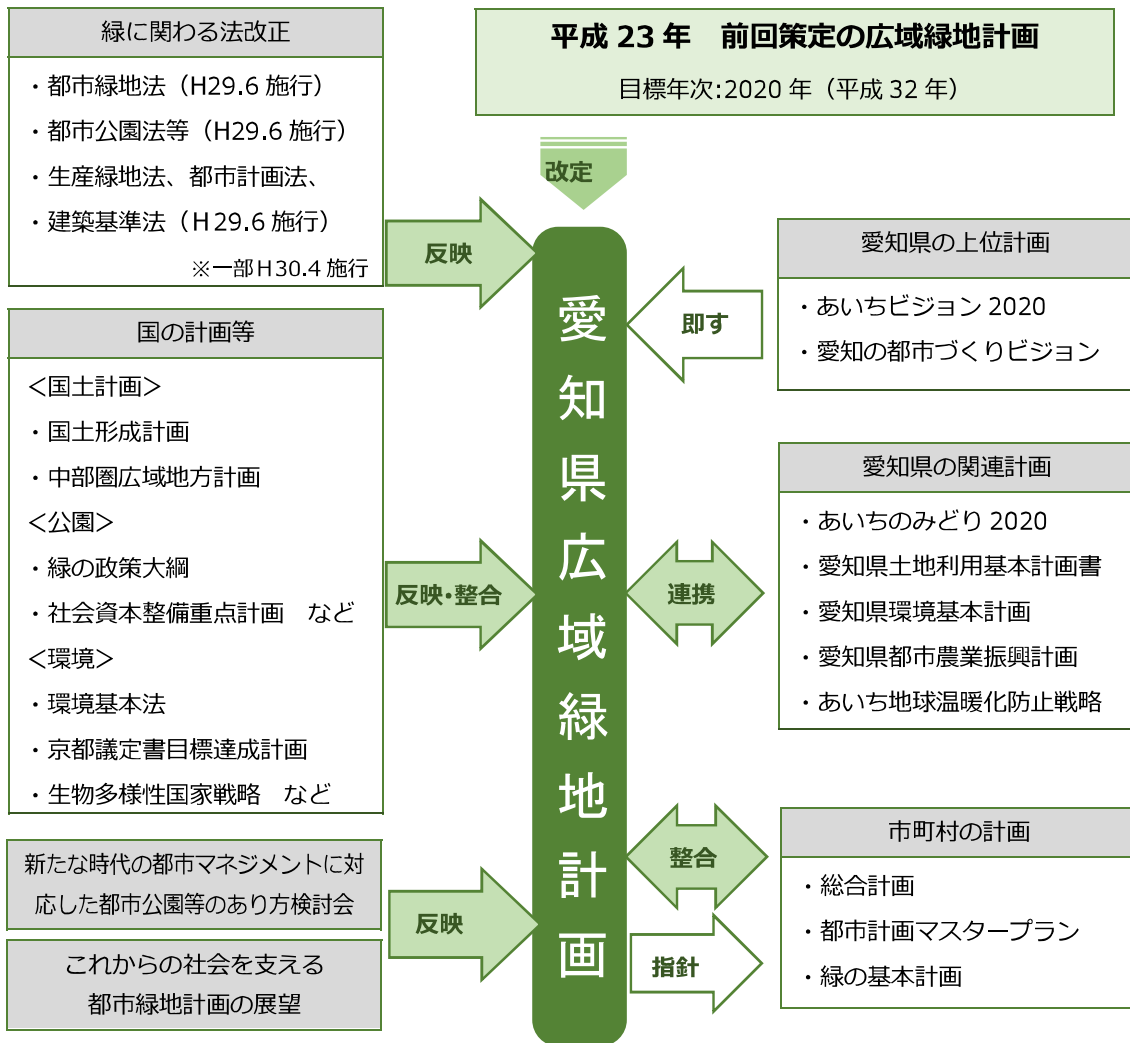 緑に関わる法改正
・都市緑地法（H29.6 施行）
・都市公園法等（H29.6 施行）
・生産緑地法、都市計画法、
・建築基準法（Ｈ29.6 施行）
※一部Ｈ30.4 施行
平成 23 年　前回策定の広域緑地計画
目標年次:2020 年（平成 32 年）
改定
反映
国の計画等
＜国土計画＞
・国土形成計画
・中部圏広域地方計画
＜公園＞
・緑の政策大綱
・社会資本整備重点計画　など
＜環境＞
・環境基本法
・京都議定書目標達成計画
・生物多様性国家戦略　など
反映･整合
新たな時代の都市マネジメントに対
応した都市公園等のあり方検討会
これからの社会を支える
都市緑地計画の展望
反映
愛知県広域緑地計画
愛知県の上位計画
・あいちビジョン 2020
・愛知の都市づくりビジョン
即す
愛知県の関連計画
・あいちのみどり 2020
・愛知県土地利用基本計画書
・愛知県環境基本計画
・愛知県都市農業振興計画
・あいち地球温暖化防止戦略
連携
市町村の計画
・総合計画
・都市計画マスタープラン
・緑の基本計画
整合
指針